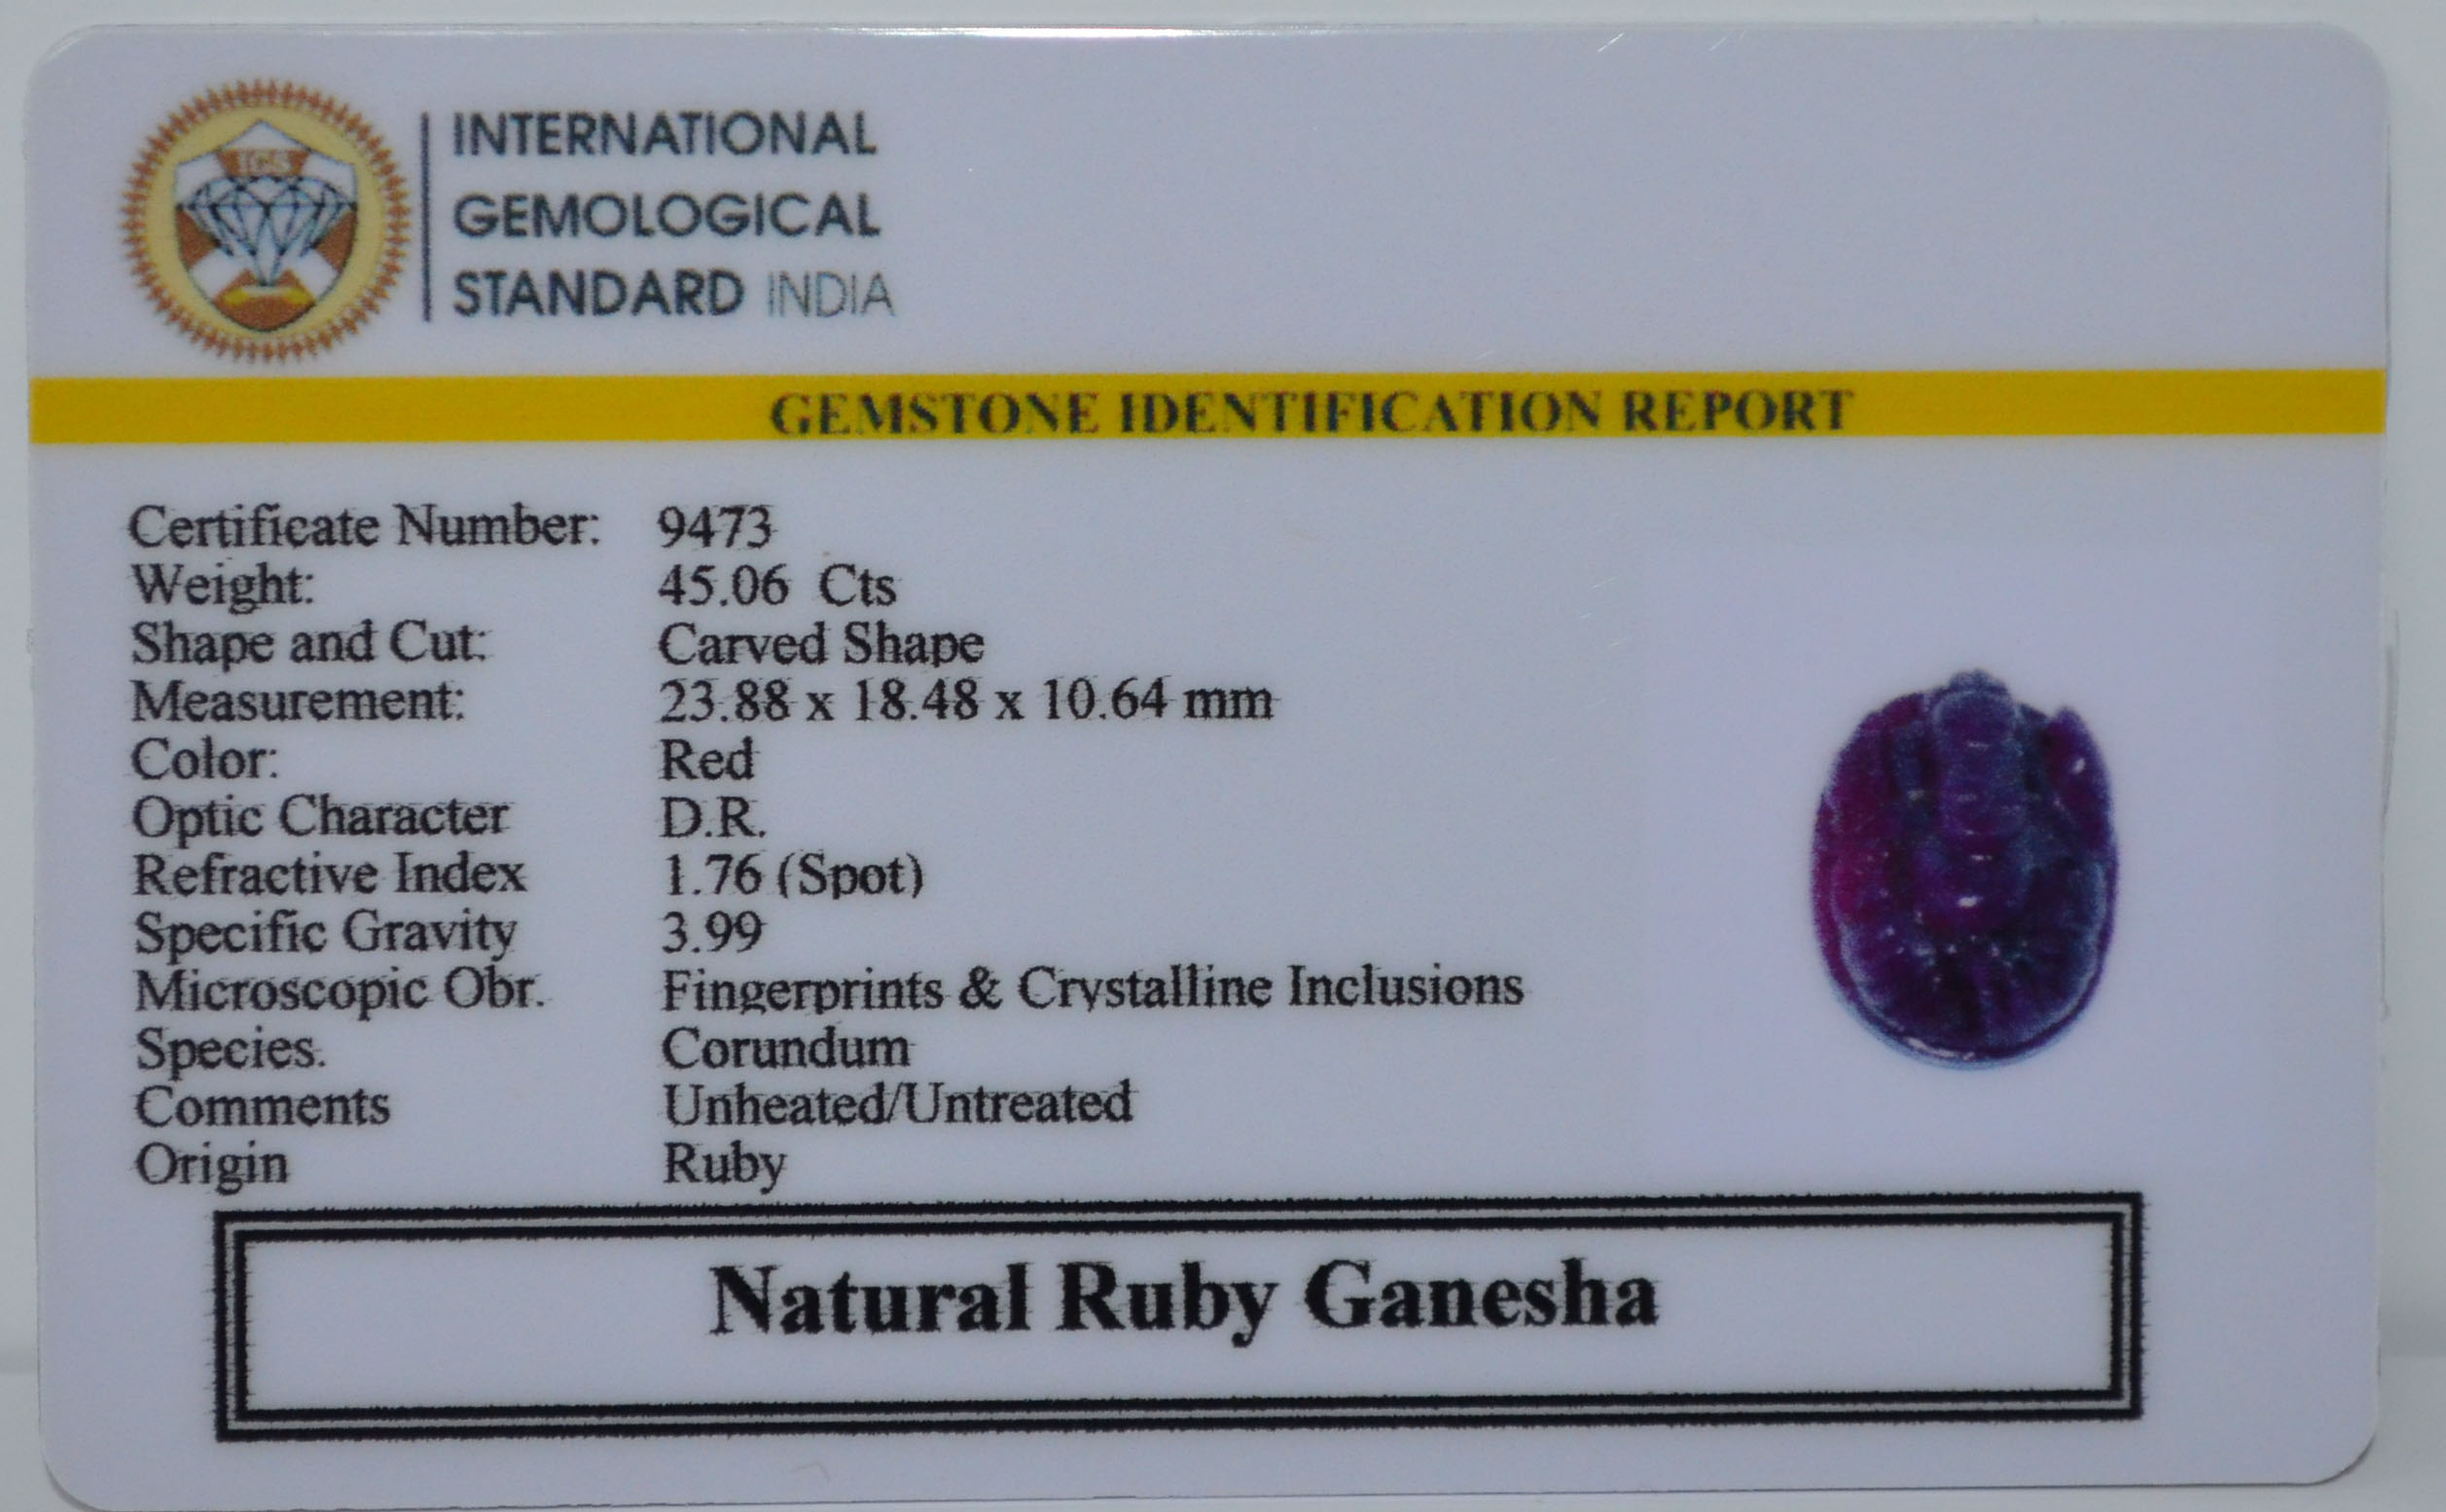 IGS
INTERNATIONAL
GEMOLOGICAL
STANDARD INDIA
GEMSTONE IDENTIFICATION REPORT
Certificate Number: 9473
Weight: 45.06 Cts
Shape and Cut: Carved Shape
Measurement: 23.88 x 18.48 x 10.64 mm
Color: Red
Optic Character D.R.
Refractive Index 1.76 (Spot)
Specific Gravity 3.99
Microscopic Obr. Fingerprints & Crystalline Inclusions
Species. Corundum
Comments Unheated/Untreated
Origin Ruby
Natural Ruby Ganesha